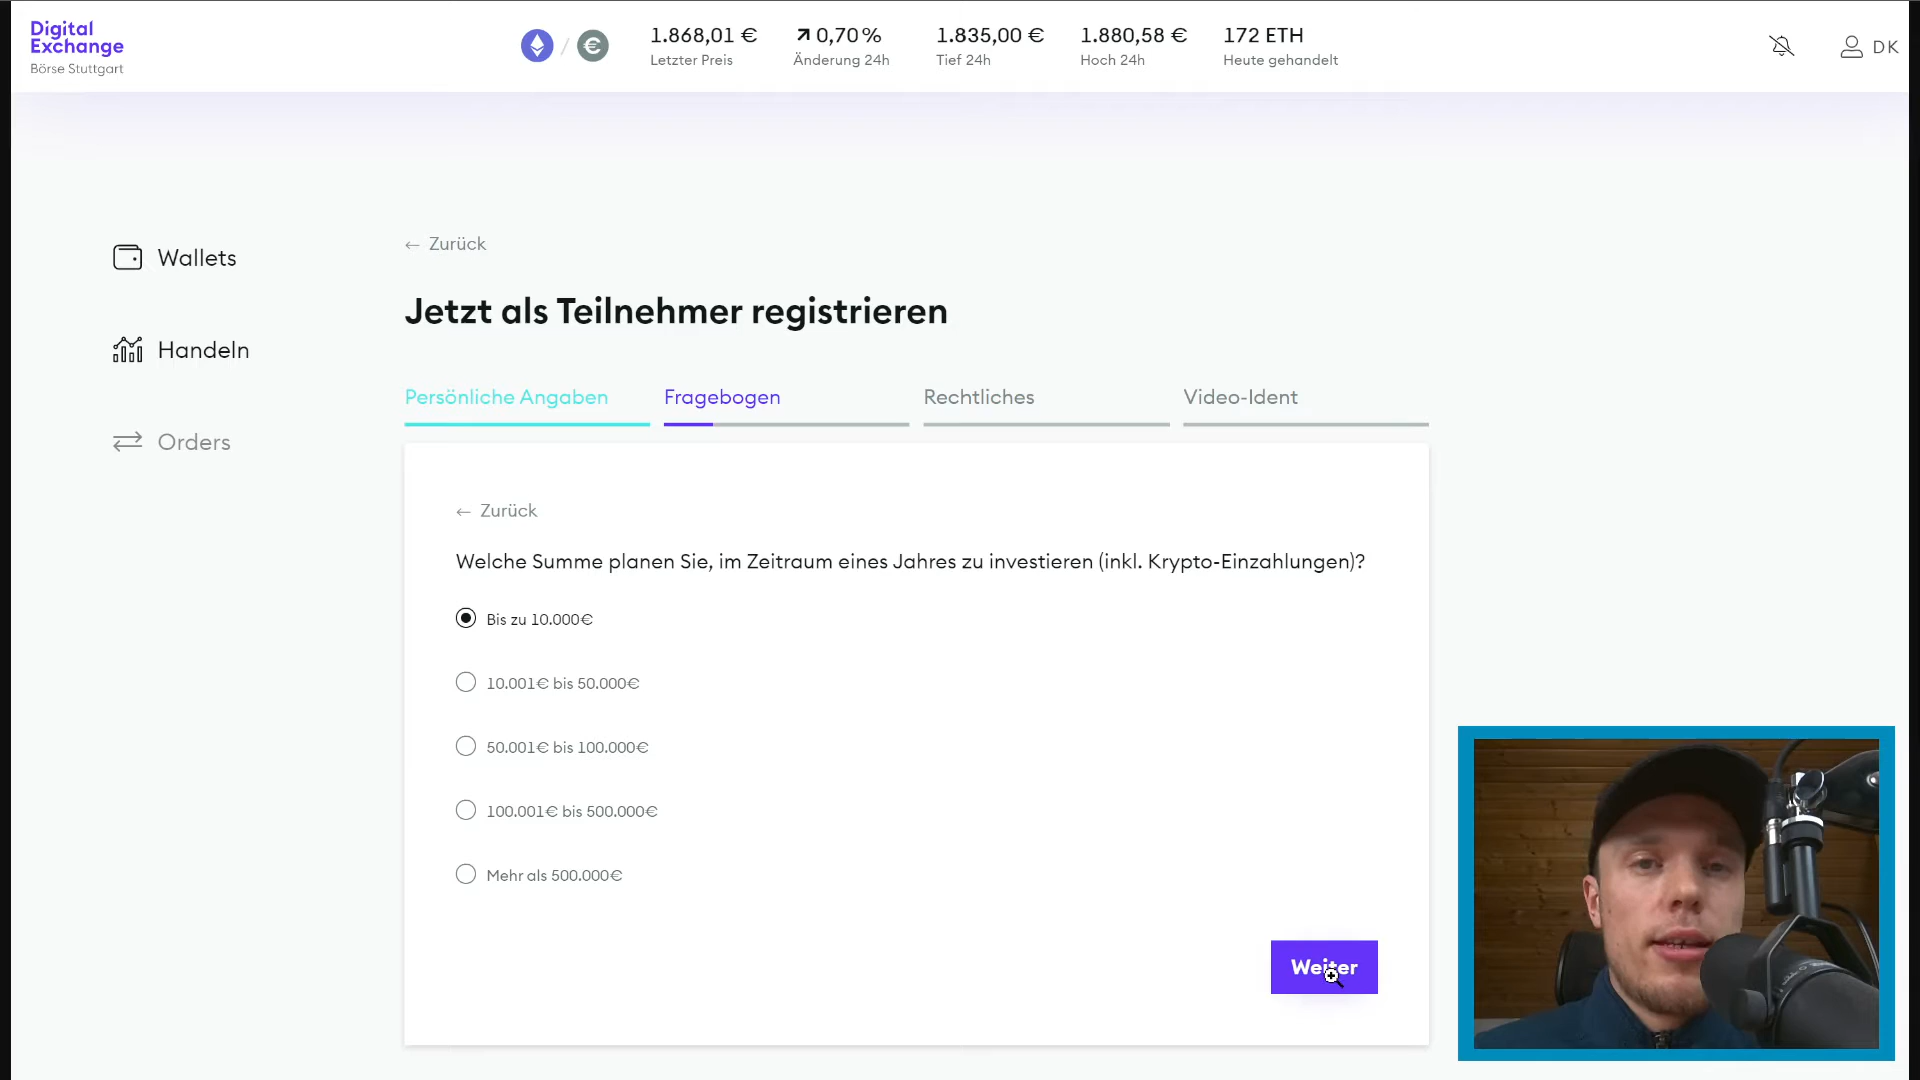 Digital
Exchange
Börse Stuttgart
1.868,01 €
Letzter Preis
0,70 %
Änderung 24h
1.835,00 €
Tief 24h
1.880,58 €
Hoch 24h
172 ETH
Heute gehandelt
DK
Wallets
Handeln
Orders
← Zurück
Jetzt als Teilnehmer registrieren
Persönliche Angaben
Fragebogen
Rechtliches
Video-Ident
← Zurück
Welche Summe planen Sie, im Zeitraum eines Jahres zu investieren (inkl. Krypto-Einzahlungen)?
Bis zu 10.000€
10.001€ bis 50.000€
50.001€ bis 100.000€
100.001€ bis 500.000€
Mehr als 500.000€
Weiter